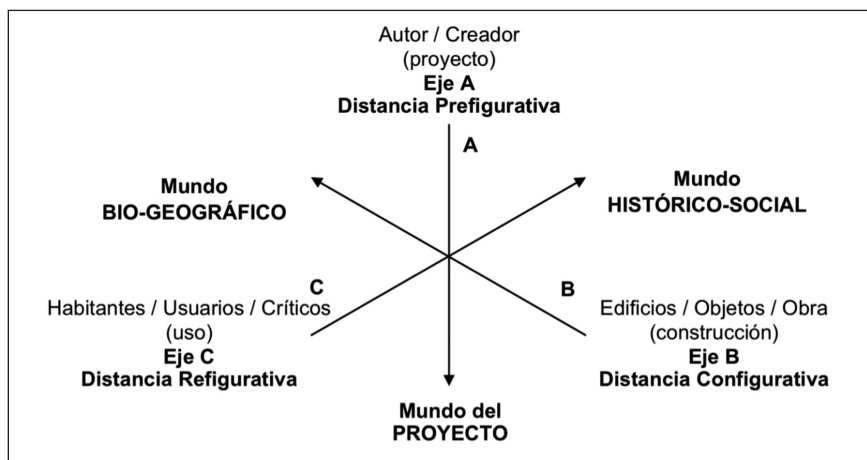 Autor / Creador
(proyecto)
Eje A
Distancia Prefigurativa
A
Mundo
BIO-GEOGRÁFICO
Mundo
HISTÓRICO-SOCIAL
C
B
Habitantes / Usuarios / Críticos
(uso)
Eje C
Distancia Refigurativa
Edificios / Objetos / Obra
(construcción)
Eje B
Distancia Configurativa
Mundo del
PROYECTO